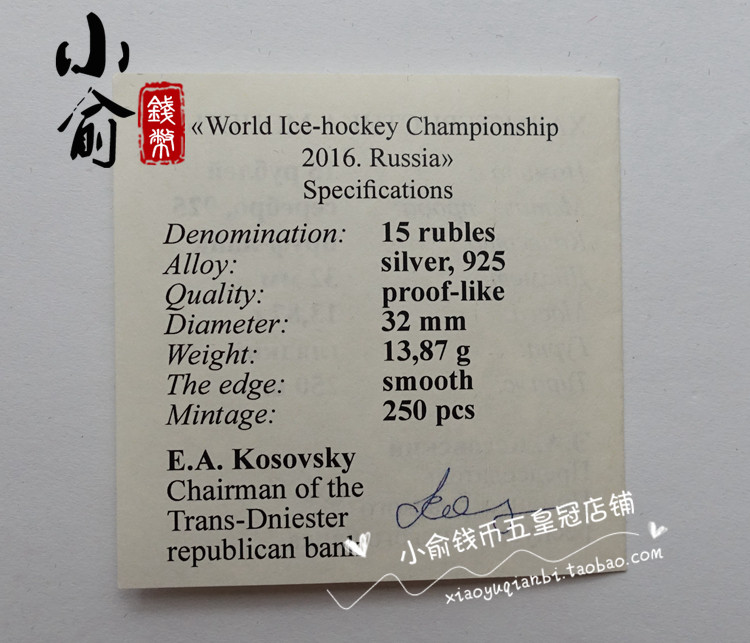 小俞
錢幣
«World Ice-hockey Championship
2016. Russia»
Specifications
Denomination: 15 rubles
Alloy: silver, 925
Quality: proof-like
Diameter: 32 mm
Weight: 13,87 g
The edge: smooth
Mintage: 250 pcs
E.A. Kosovsky
Chairman of the
Trans-Dniester
republican bank
小俞钱币五皇冠店铺
xiaoyuqianbi.taobao.com